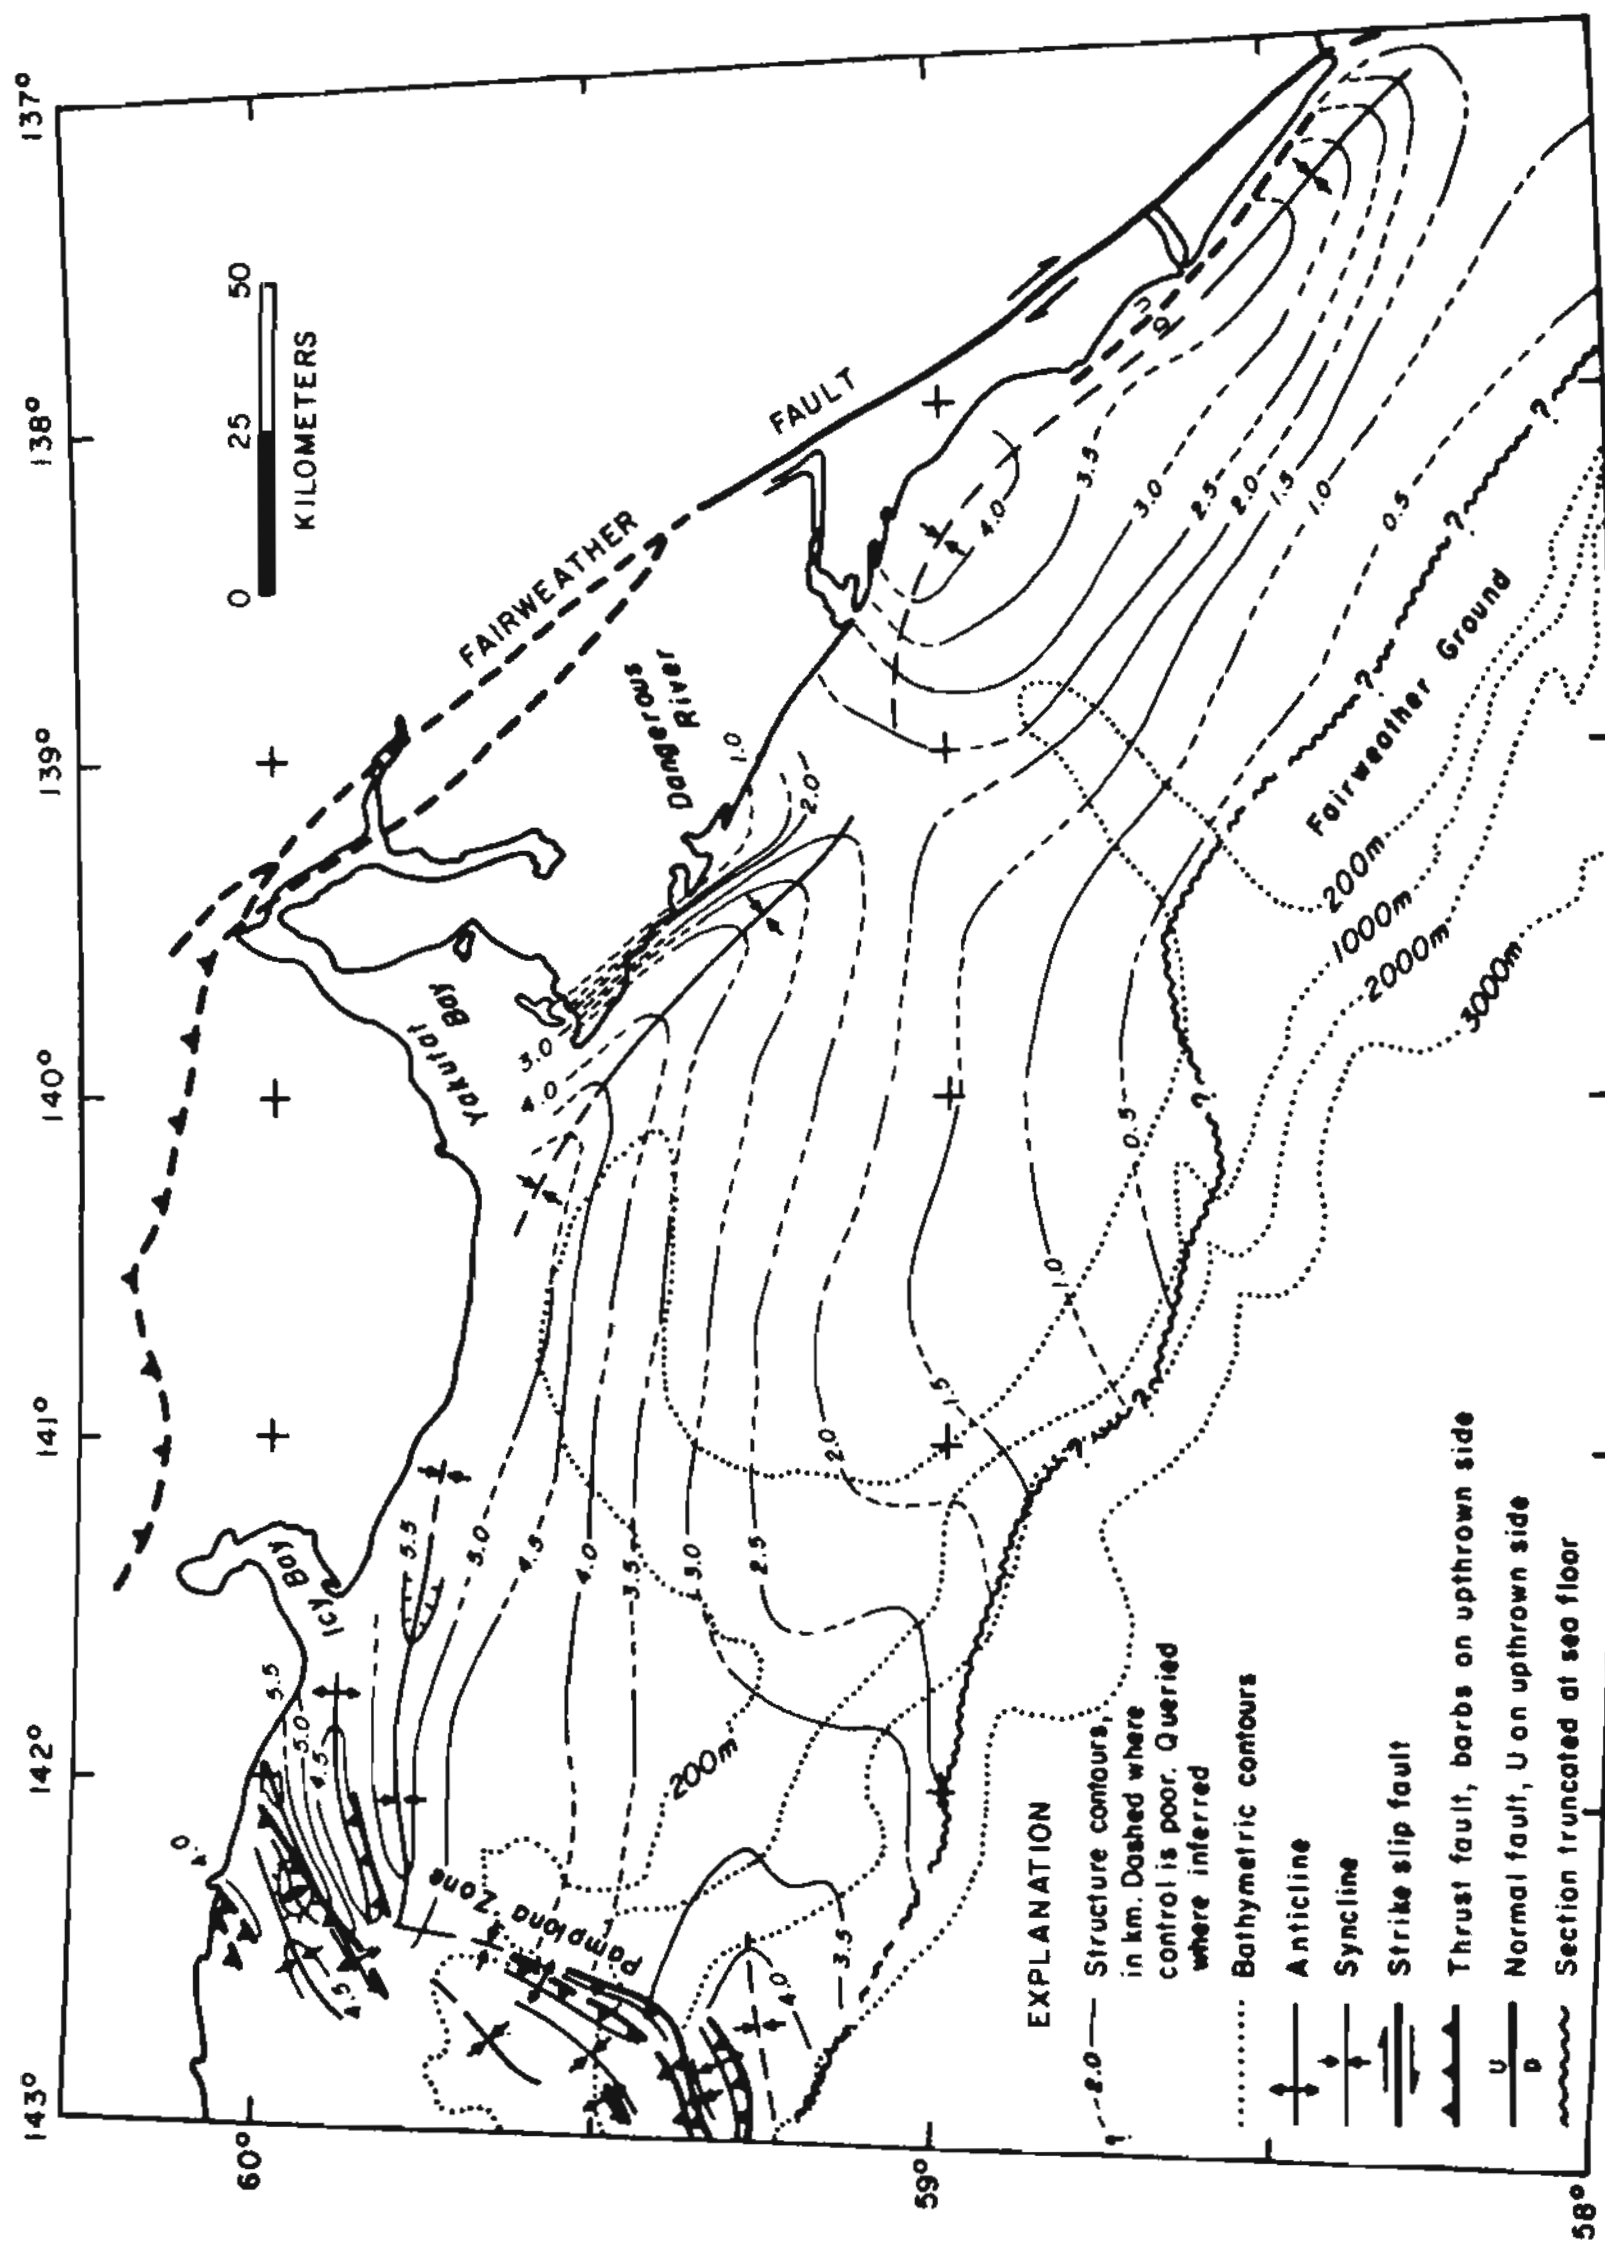 143°
142°
141°
140°
139°
138°
137°
60°
59°
58°
0 25 50
KILOMETERS
FAIRWEATHER
FAULT
Dangerous
River
Yakutat
Bay
Icy
Bay
Pamplona Zone
Fairweather Ground
200m
1000m
2000m
3000m
200m
4.0
4.5
5.5
5.0
4.5
5.5
5.0
4.5
4.0
3.5
3.0
2.5
2.0
1.5
1.0
0.5
3.0
4.0
1.0
2.0
4.0
3.5
3.0
2.5
2.0
1.5
1.0
0.5
4.0
3.5
U
D
?
?
?
?
?
?
EXPLANATION
2.0 Structure contours,
in km. Dashed where
control is poor. Queried
where inferred
?
Bathymetric contours
Anticline
Syncline
Strike slip fault
Thrust fault, barbs on upthrown side
U
D
Normal fault, U on upthrown side
Section truncated at sea floor